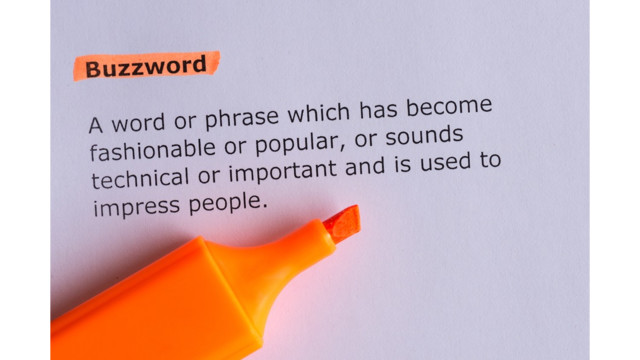 Buzzword
A word or phrase which has become
fashionable or popular, or sounds
technical or important and is used to
impress people.